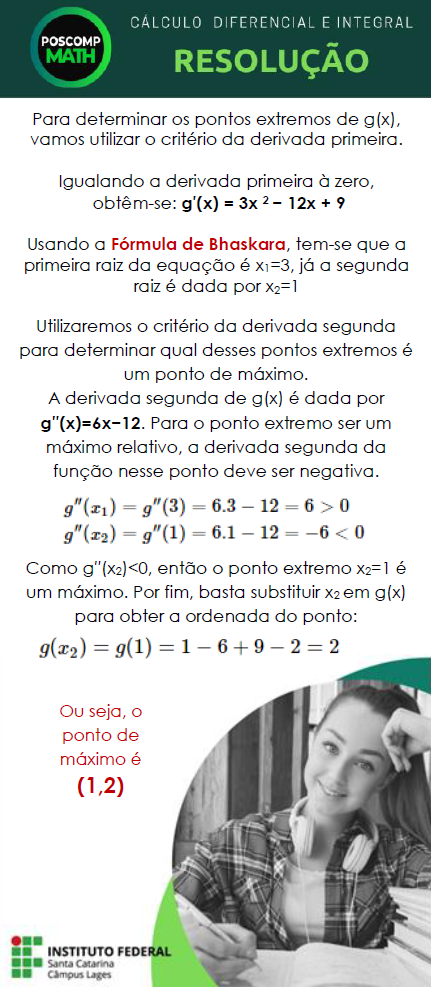 POSCOMP
MATH
CÁLCULO DIFERENCIAL E INTEGRAL
RESOLUÇÃO
Para determinar os pontos extremos de g(x),
vamos utilizar o critério da derivada primeira.
Igualando a derivada primeira à zero,
obtêm-se: g′(x) = 3x ² − 12x + 9
Usando a Fórmula de Bhaskara, tem-se que a
primeira raiz da equação é x₁=3, já a segunda
raiz é dada por x₂=1
Utilizaremos o critério da derivada segunda
para determinar qual desses pontos extremos é
um ponto de máximo.
A derivada segunda de g(x) é dada por
g′′(x)=6x−12. Para o ponto extremo ser um
máximo relativo, a derivada segunda da
função nesse ponto deve ser negativa.
g″(x₁) = g″(3) = 6.3 − 12 = 6 > 0
g″(x₂) = g″(1) = 6.1 − 12 = −6 < 0
Como g′′(x₂)<0, então o ponto extremo x₂=1 é
um máximo. Por fim, basta substituir x₂ em g(x)
para obter a ordenada do ponto:
g(x₂) = g(1) = 1 − 6 + 9 − 2 = 2
Ou seja, o
ponto de
máximo é
(1,2)
INSTITUTO FEDERAL
Santa Catarina
Câmpus Lages